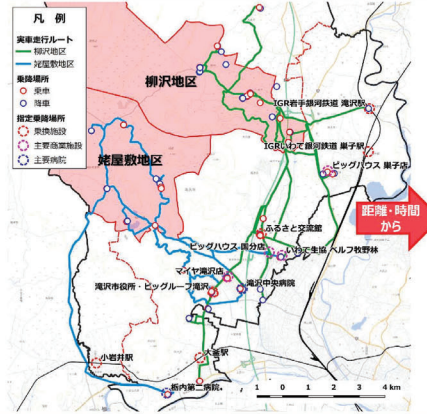 凡 例
実車走行ルート
柳沢地区
姥屋敷地区
乗降場所
乗車
降車
指定乗降場所
乗換施設
主要商業施設
主要病院
柳沢地区
IGR岩手銀河鉄道 滝沢駅
IGRいわて銀河鉄道 巣子駅
姥屋敷地区
ビッグハウス 巣子店
距離・時間
から
ふるさと交流館
ビッグハウス 国分店
いわて生協 ベルフ牧野林
マイヤ滝沢店
滝沢市役所・ビッグルーフ滝沢
滝沢中央病院
小岩井駅
大釜駅
栃内第二病院
1 0 1 2 3 4 km